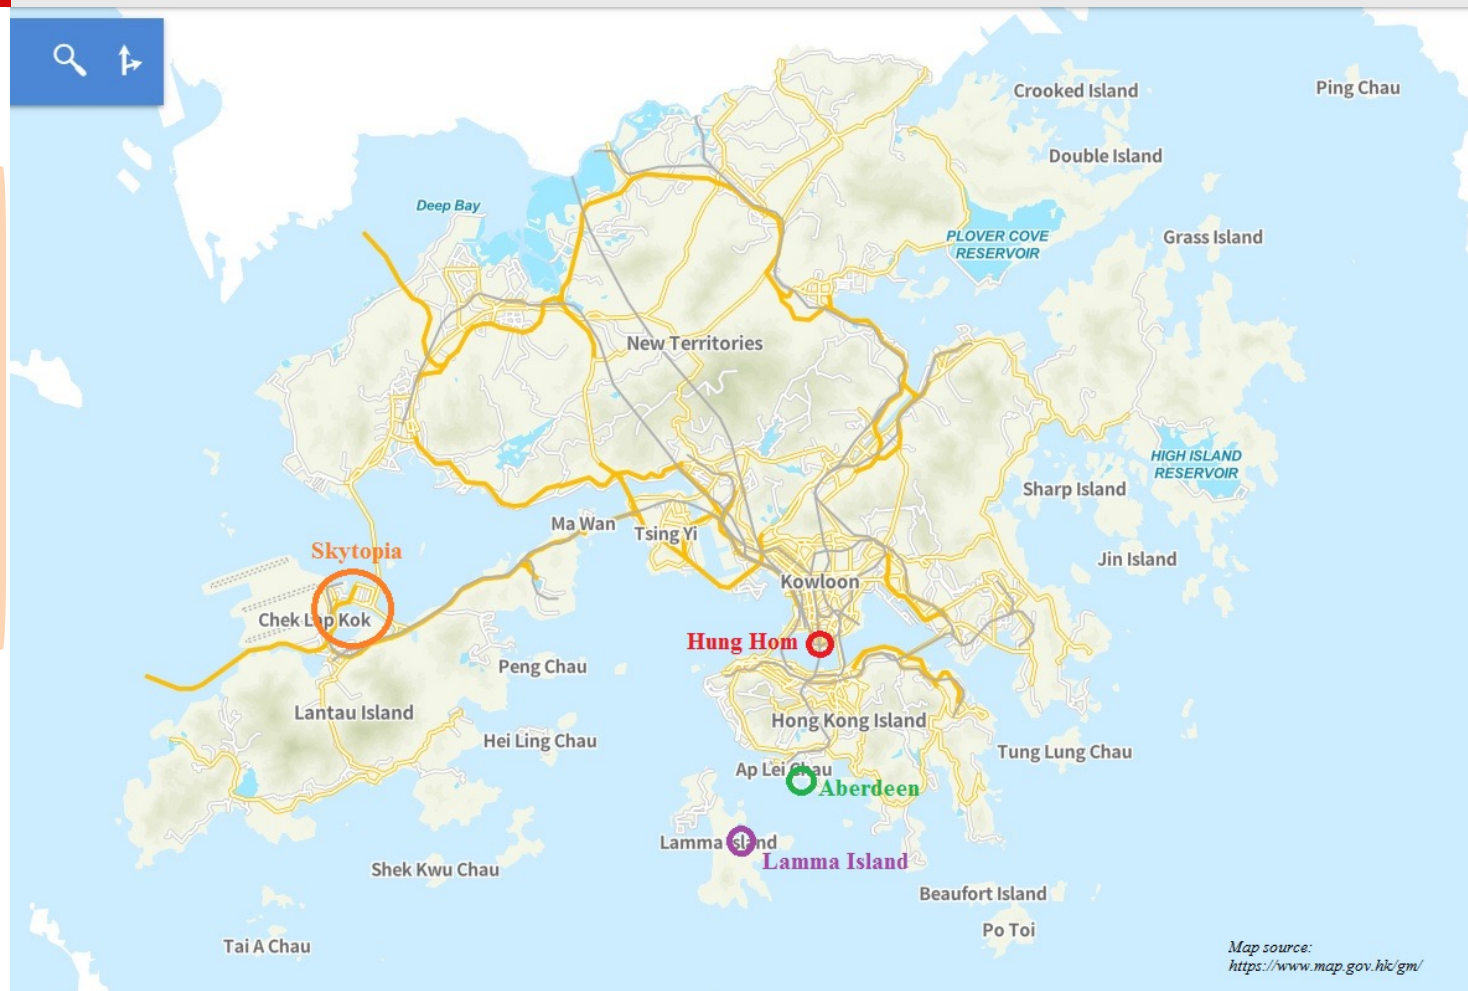 Crooked Island
Ping Chau
Double Island
Deep Bay
PLOVER COVE
RESERVOIR
Grass Island
New Territories
HIGH ISLAND
RESERVOIR
Sharp Island
Ma Wan
Tsing Yi
Skytopia
Jin Island
Kowloon
Chek Lap Kok
Hung Hom
Peng Chau
Lantau Island
Hong Kong Island
Hei Ling Chau
Tung Lung Chau
Ap Lei Chau
Aberdeen
Lamma Island
Lamma Island
Shek Kwu Chau
Beaufort Island
Po Toi
Tai A Chau
Map source:
https://www.map.gov.hk/gm/